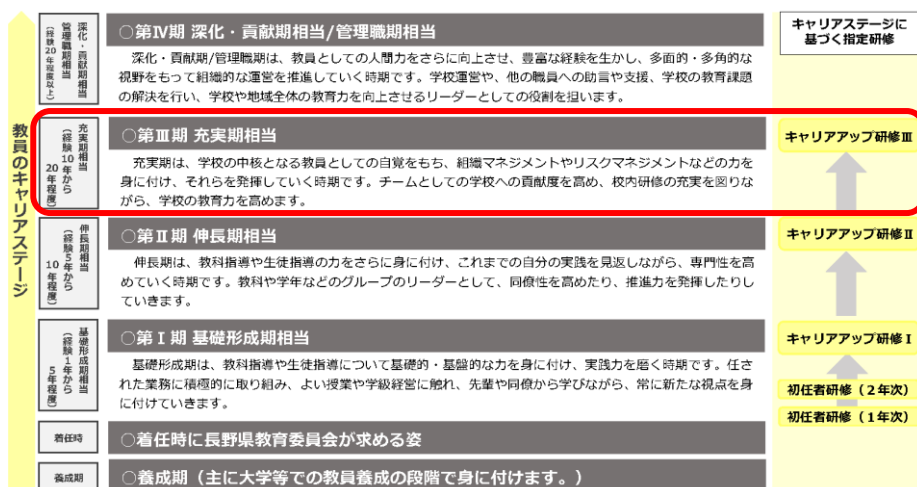 教員のキャリアステージ
深化・貢献期相当
管理職期相当
(経験20年程度以上)
○第Ⅳ期 深化・貢献期相当/管理職期相当
深化・貢献期/管理職期は、教員としての人間力をさらに向上させ、豊富な経験を生かし、多面的・多角的な
視野をもって組織的な運営を推進していく時期です。学校運営や、他の職員への助言や支援、学校の教育課題
の解決を行い、学校や地域全体の教育力を向上させるリーダーとしての役割を担います。
キャリアステージに
基づく指定研修
充実期相当
(経験10年から
20年程度)
○第Ⅲ期 充実期相当
充実期は、学校の中核となる教員としての自覚をもち、組織マネジメントやリスクマネジメントなどの力を
身に付け、それらを発揮していく時期です。チームとしての学校への貢献度を高め、校内研修の充実を図りな
がら、学校の教育力を高めます。
キャリアアップ研修Ⅲ
伸長期相当
(経験5年から
10年程度)
○第Ⅱ期 伸長期相当
伸長期は、教科指導や生徒指導の力をさらに身に付け、これまでの自分の実践を見返しながら、専門性を高
めていく時期です。教科や学年などのグループのリーダーとして、同僚性を高めたり、推進力を発揮したりし
ていきます。
キャリアアップ研修Ⅱ
基礎形成期相当
(経験1年から
5年程度)
○第Ⅰ期 基礎形成期相当
基礎形成期は、教科指導や生徒指導について基礎的・基盤的な力を身に付け、実践力を磨く時期です。任さ
れた業務に積極的に取り組み、よい授業や学級経営に触れ、先輩や同僚から学びながら、常に新たな視点を身
に付けていきます。
キャリアアップ研修Ⅰ
初任者研修(2年次)
初任者研修(1年次)
着任時
○着任時に長野県教育委員会が求める姿
養成期
○養成期(主に大学等での教員養成の段階で身に付けます。)